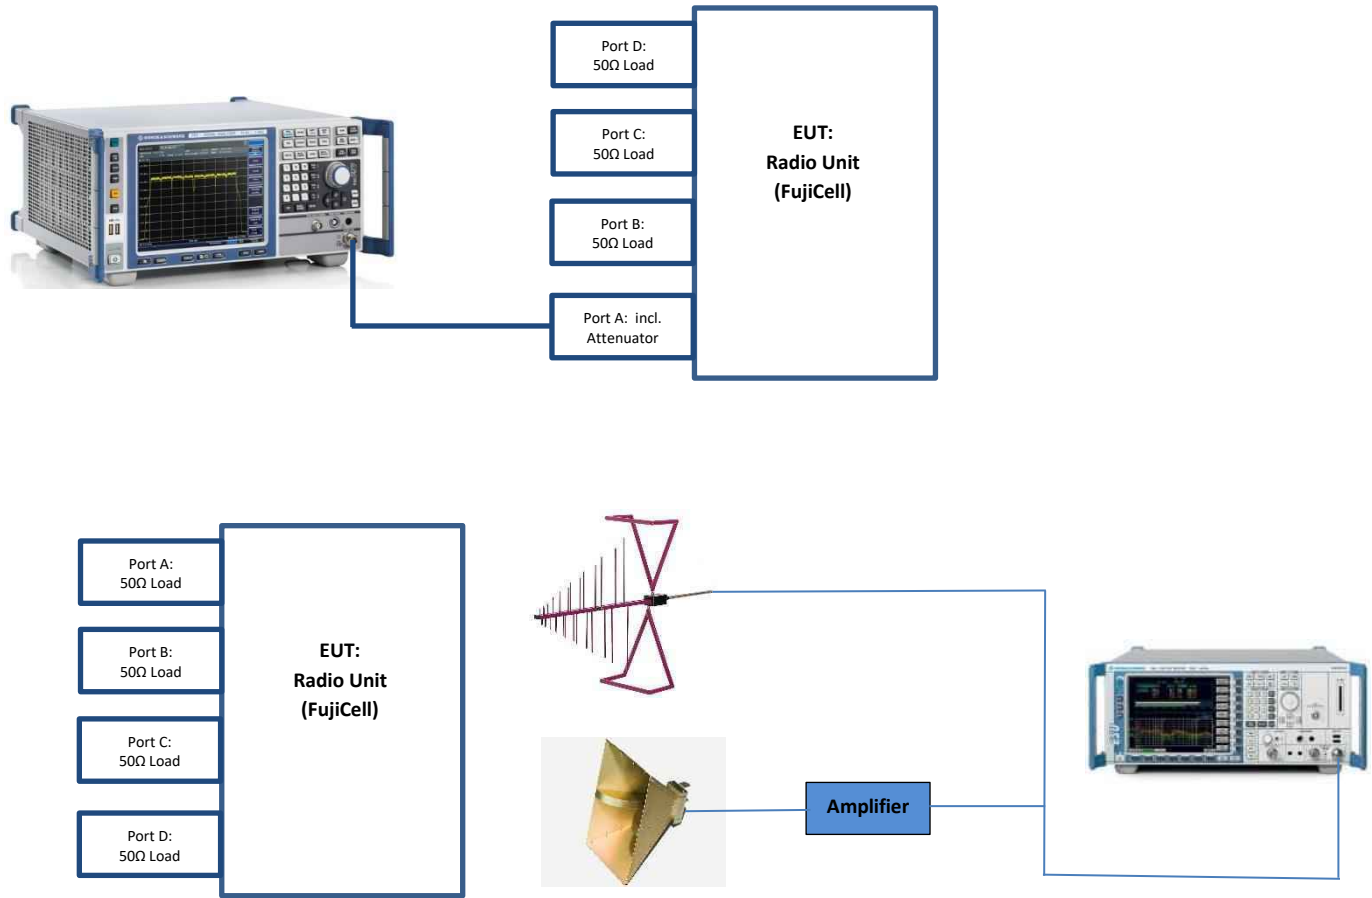 Port D:
50Ω Load
Port C:
50Ω Load
Port B:
50Ω Load
Port A:  incl.
Attenuator
EUT:
Radio Unit
(FujiCell)
Port A:
50Ω Load
Port B:
50Ω Load
Port C:
50Ω Load
Port D:
50Ω Load
EUT:
Radio Unit
(FujiCell)
Amplifier